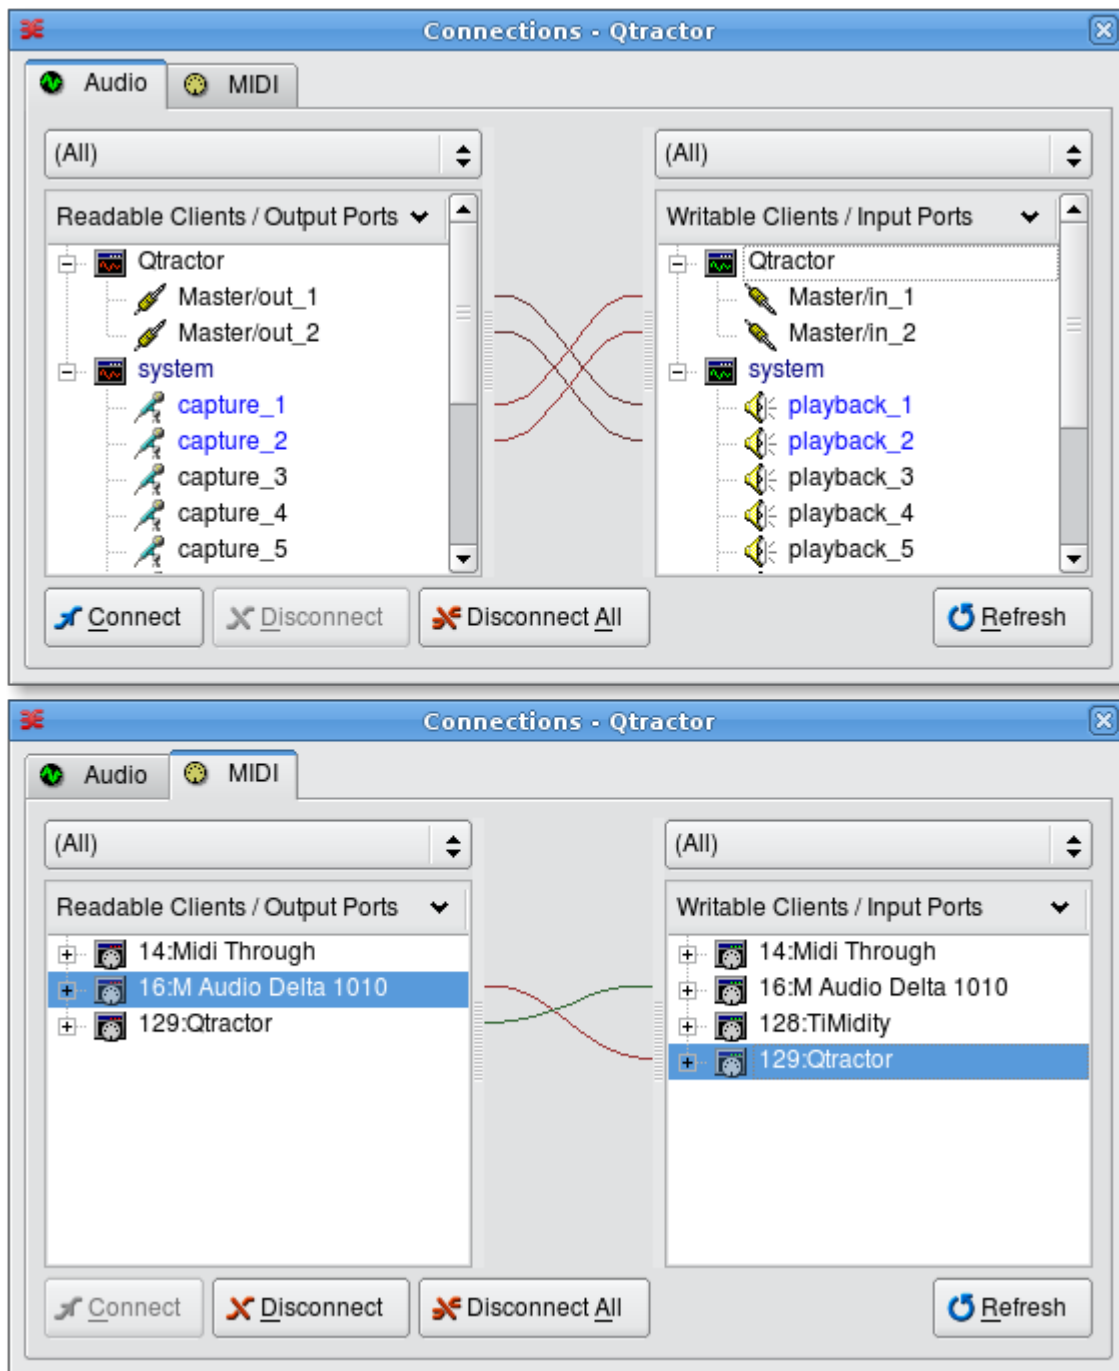 Connections - Qtractor
Audio MIDI
(All) (All)
Readable Clients / Output Ports Writable Clients / Input Ports
Qtractor Qtractor
Master/out_1 Master/in_1
Master/out_2 Master/in_2
system system
capture_1 playback_1
capture_2 playback_2
capture_3 playback_3
capture_4 playback_4
capture_5 playback_5
Connect Disconnect Disconnect All Refresh
Connections - Qtractor
Audio MIDI
(All) (All)
Readable Clients / Output Ports Writable Clients / Input Ports
14:Midi Through 14:Midi Through
16:M Audio Delta 1010 16:M Audio Delta 1010
129:Qtractor 128:TiMidity
129:Qtractor
Connect Disconnect Disconnect All Refresh